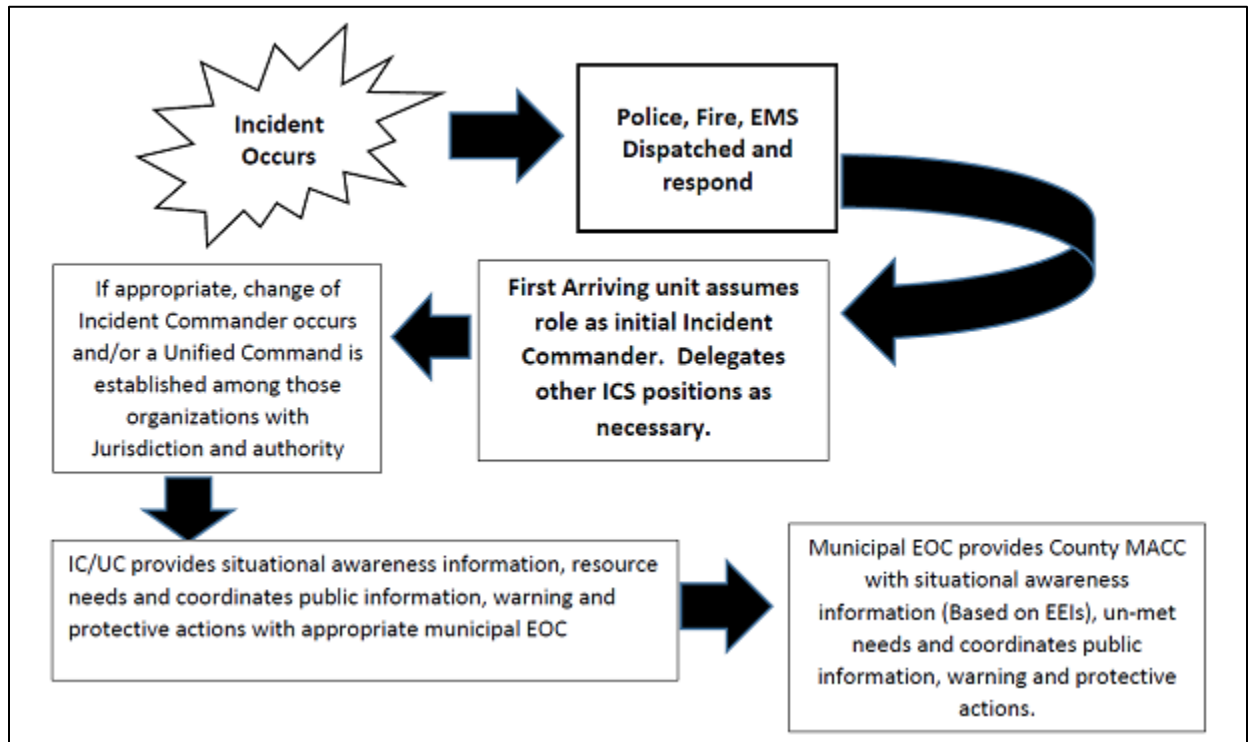 Incident
Occurs
Police, Fire, EMS
Dispatched and
respond
First Arriving unit assumes
role as initial Incident
Commander.  Delegates
other ICS positions as
necessary.
If appropriate, change of
Incident Commander occurs
and/or a Unified Command is
established among those
organizations with
Jurisdiction and authority
IC/UC provides situational awareness information, resource
needs and coordinates public information, warning and
protective actions with appropriate municipal EOC
Municipal EOC provides County MACC
with situational awareness
information (Based on EEIs), un-met
needs and coordinates public
information, warning and protective
actions.